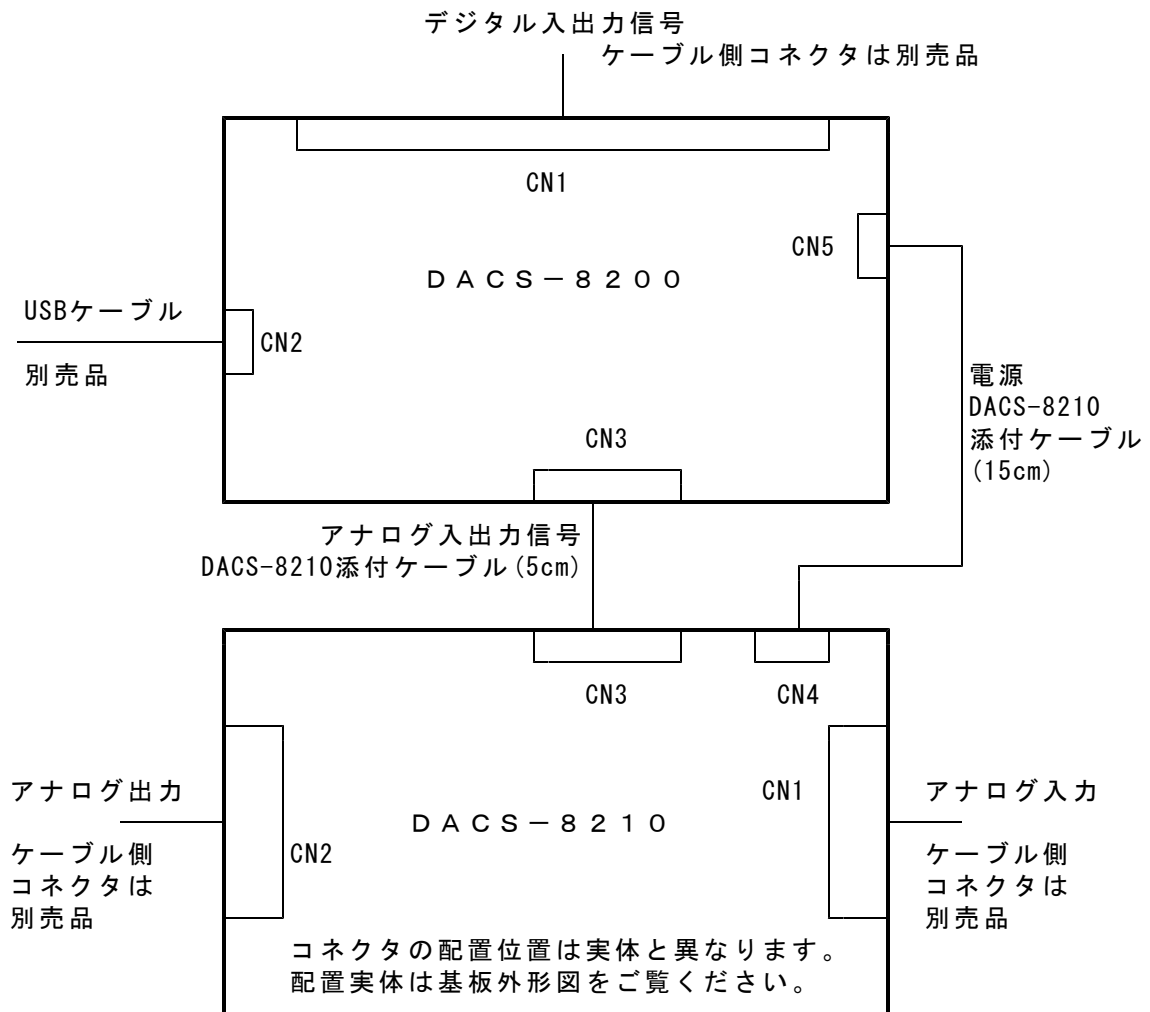 デジタル入出力信号
ケーブル側コネクタは別売品
CN1
CN5
DACS－8200
USBケーブル
CN2
別売品
電源
DACS-8210
添付ケーブル
(15cm)
CN3
アナログ入出力信号
DACS-8210添付ケーブル(5cm)
CN3
CN4
アナログ出力
CN1
アナログ入力
DACS－8210
ケーブル側
コネクタは
別売品
CN2
ケーブル側
コネクタは
別売品
コネクタの配置位置は実体と異なります。
配置実体は基板外形図をご覧ください。